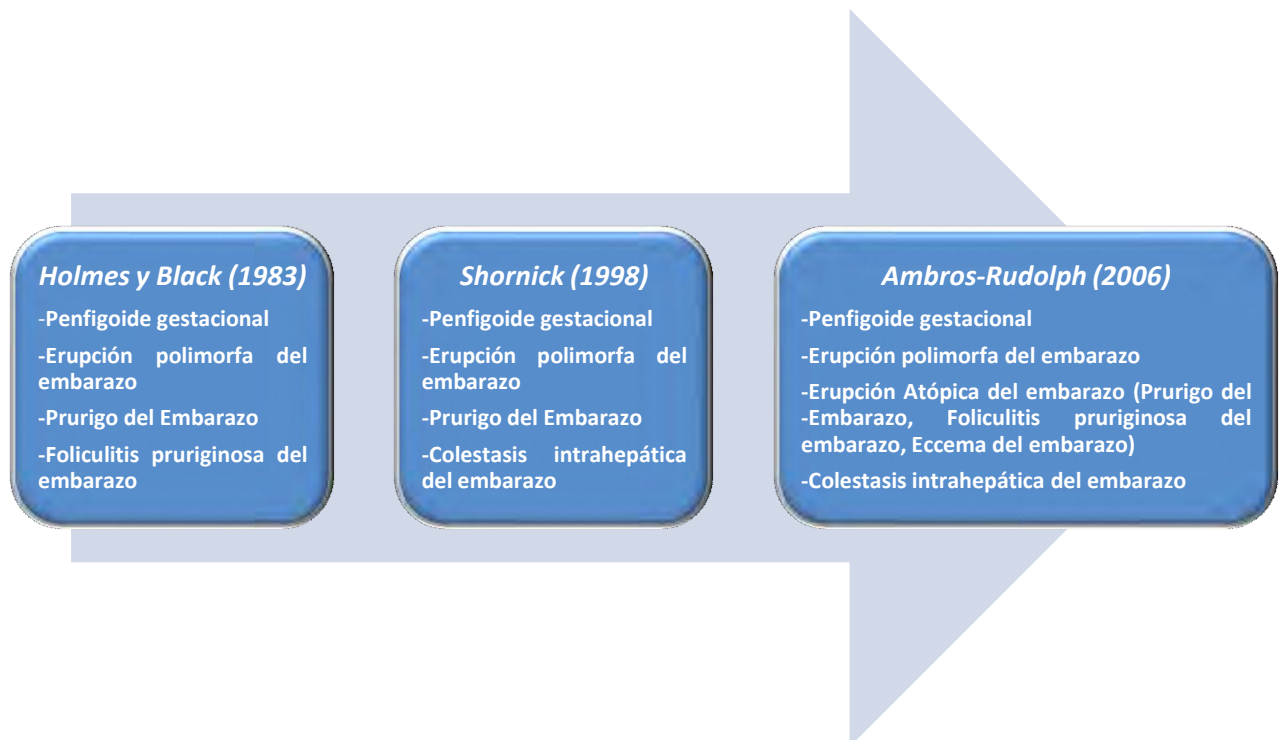 Holmes y Black (1983)
-Penfigoide gestacional
-Erupción polimorfa del
embarazo
-Prurigo del Embarazo
-Foliculitis pruriginosa del
embarazo
Shornick (1998)
-Penfigoide gestacional
-Erupción polimorfa del
embarazo
-Prurigo del Embarazo
-Colestasis intrahepática
del embarazo
Ambros-Rudolph (2006)
-Penfigoide gestacional
-Erupción polimorfa del embarazo
-Erupción Atópica del embarazo (Prurigo del
-Embarazo, Foliculitis pruriginosa del
embarazo, Eccema del embarazo)
-Colestasis intrahepática del embarazo